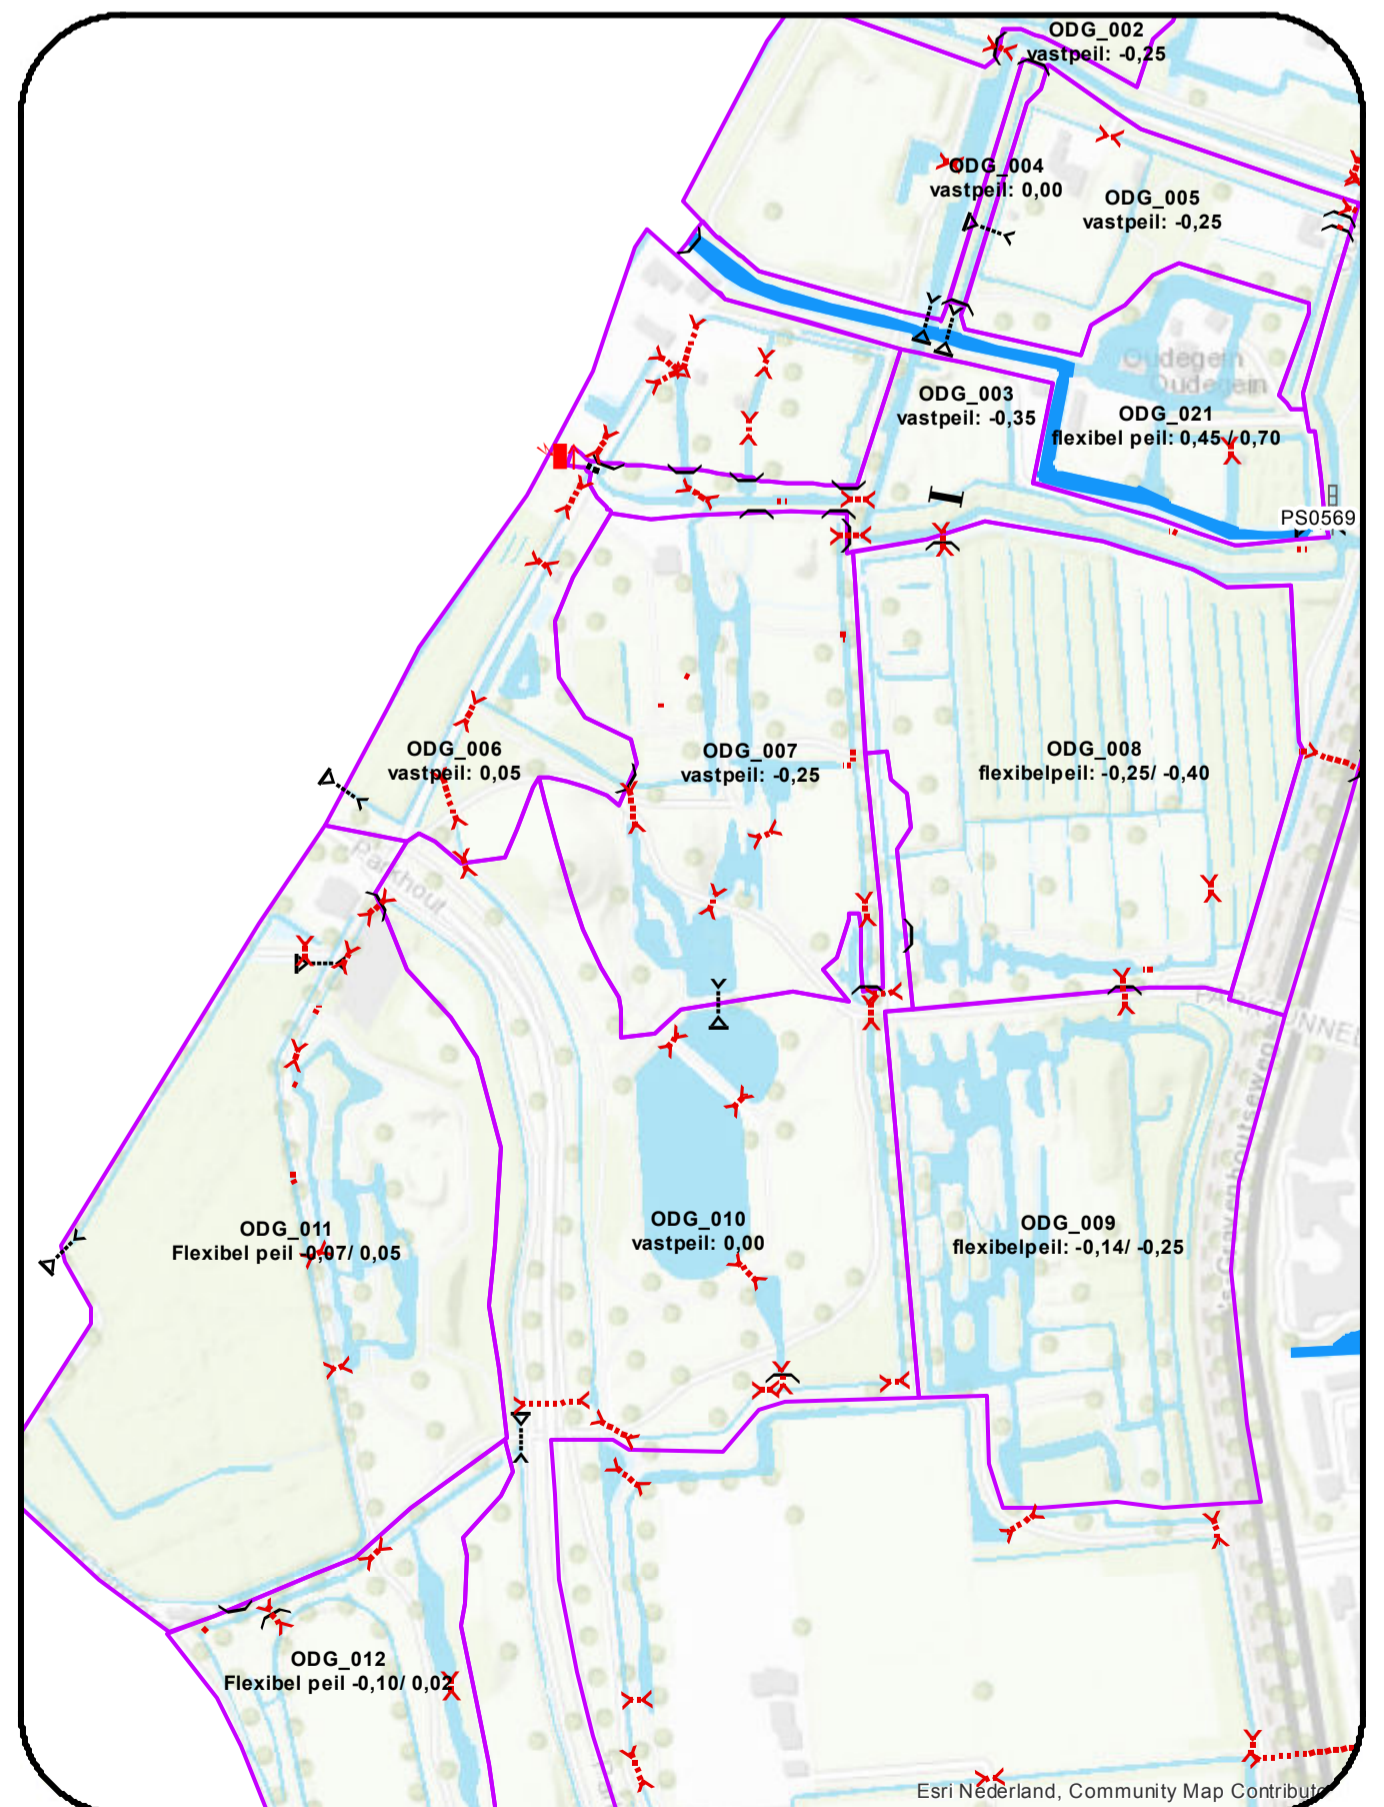 ODG_002
vastpeil: -0,25
ODG_004
vastpeil: 0,00
ODG_005
vastpeil: -0,25
Oudegein
Oudegein
ODG_003
vastpeil: -0,35
ODG_021
flexibel peil: 0,45 / 0,70
PS0569
ODG_006
vastpeil: 0,05
ODG_007
vastpeil: -0,25
ODG_008
flexibelpeil: -0,25/ -0,40
Parkhout
ODG_011
Flexibel peil -0,07/ 0,05
ODG_010
vastpeil: 0,00
ODG_009
flexibelpeil: -0,14/ -0,25
's-Gravenhoutseweg
ODG_012
Flexibel peil -0,10/ 0,02
Esri Nederland, Community Map Contributo